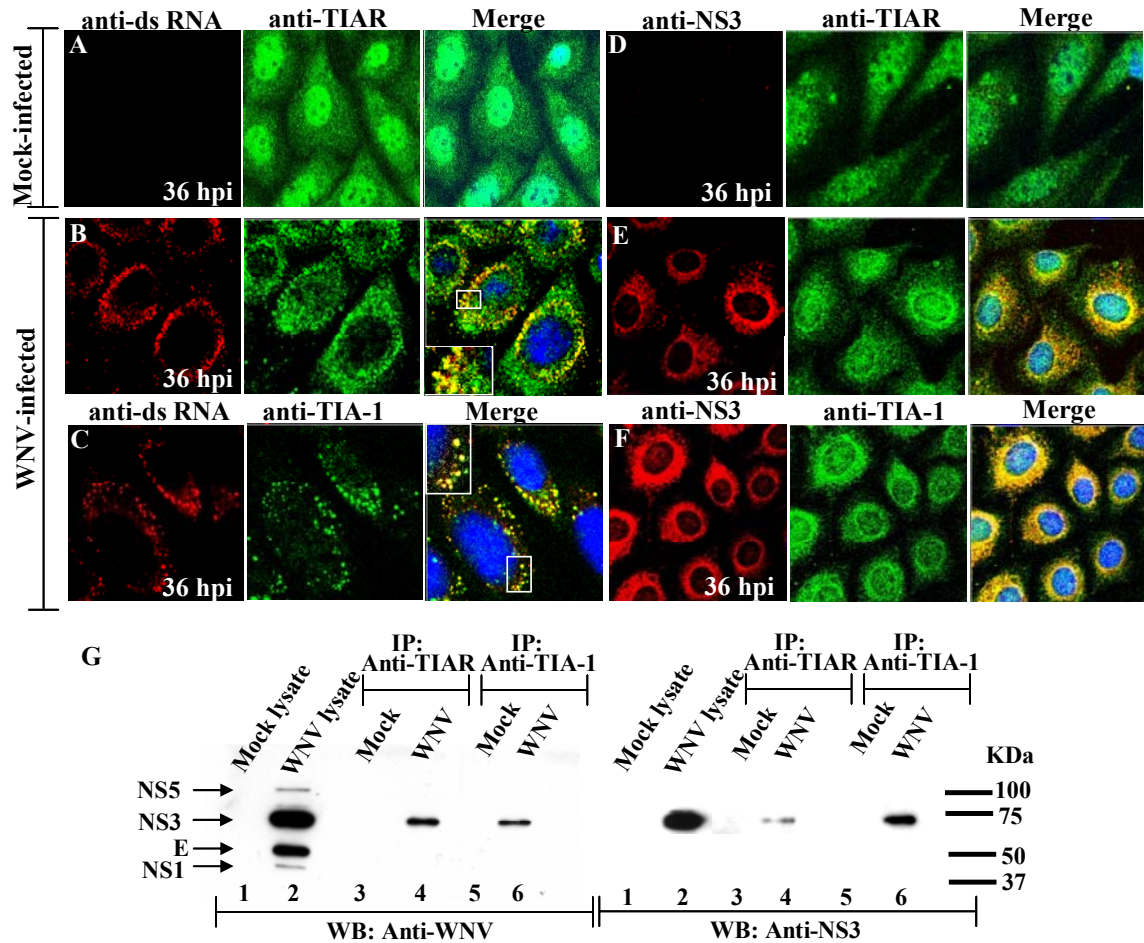 anti-ds RNA anti-TIAR Merge anti-NS3 anti-TIAR Merge
Mock-infected
A
36 hpi
D
36 hpi
WNV-infected
B
36 hpi
E
36 hpi
anti-ds RNA anti-TIA-1 Merge anti-NS3 anti-TIA-1 Merge
C
36 hpi
F
36 hpi
G
IP:
Anti-TIAR
IP:
Anti-TIA-1
IP:
Anti-TIAR
IP:
Anti-TIA-1
Mock lysate
WNV lysate
Mock
WNV
Mock
WNV
Mock lysate
WNV lysate
Mock
WNV
Mock
WNV
KDa
NS5
NS3
E
NS1
100
75
50
37
1 2 3 4 5 6 1 2 3 4 5 6
WB: Anti-WNV WB: Anti-NS3